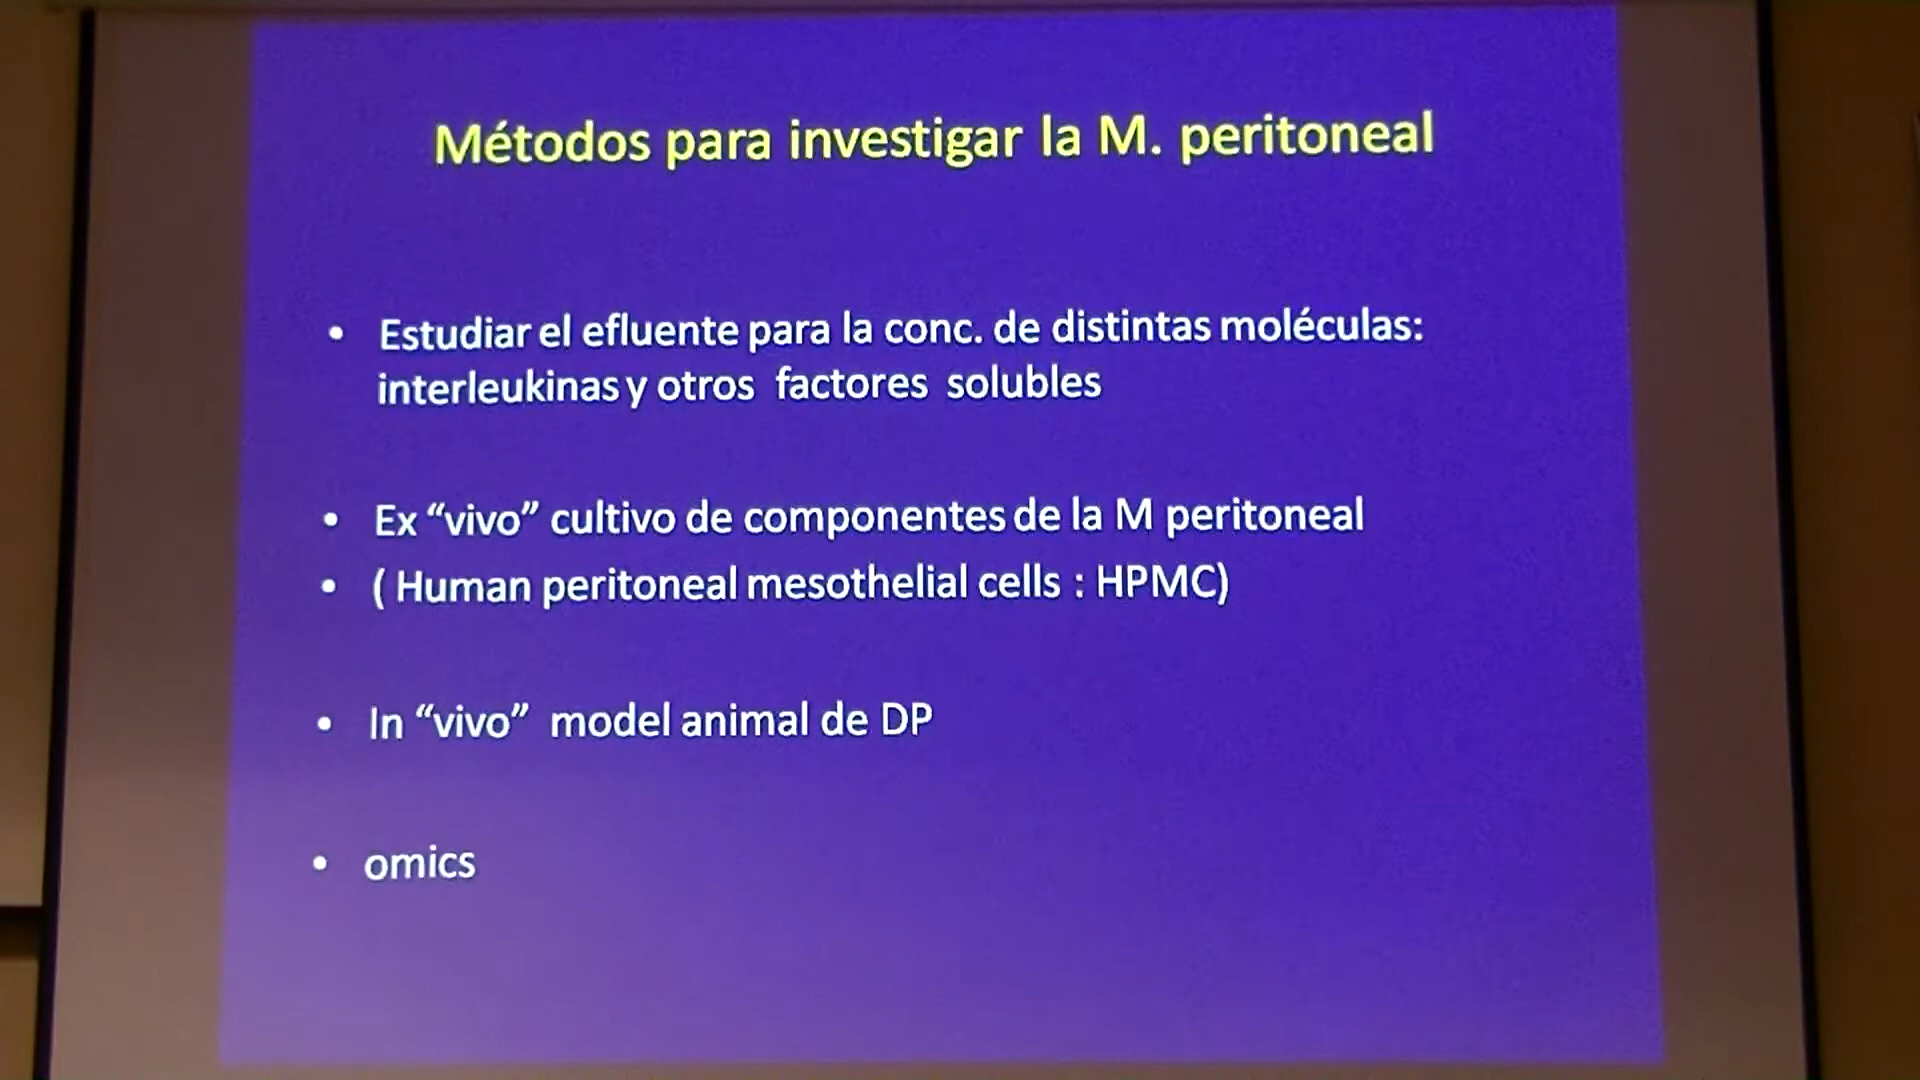 Métodos para investigar la M. peritoneal
• Estudiar el efluente para la conc. de distintas moléculas:
interleukinas y otros factores solubles
• Ex “vivo” cultivo de componentes de la M peritoneal
• ( Human peritoneal mesothelial cells : HPMC)
• In “vivo” model animal de DP
• omics